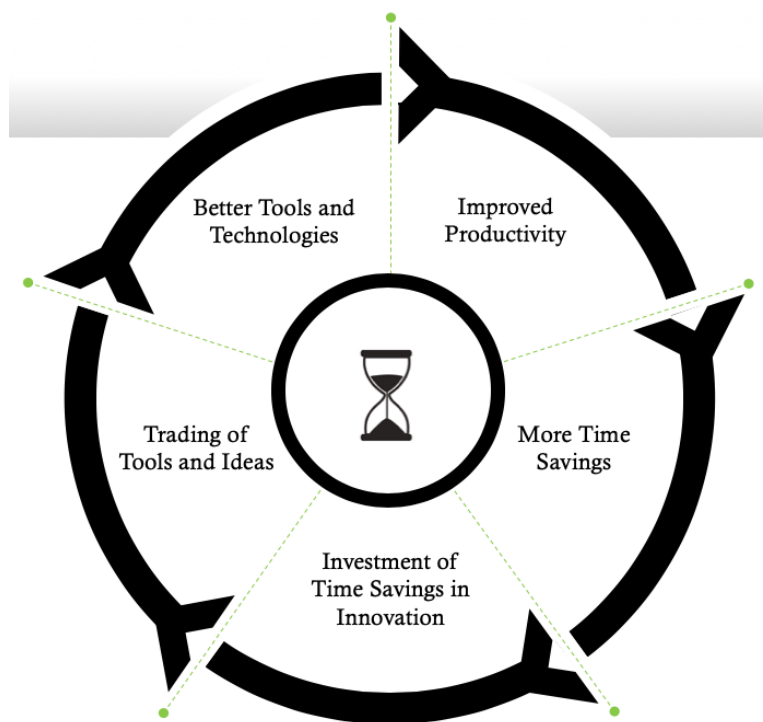 Better Tools and
Technologies
Improved
Productivity
More Time
Savings
Investment of
Time Savings in
Innovation
Trading of
Tools and Ideas